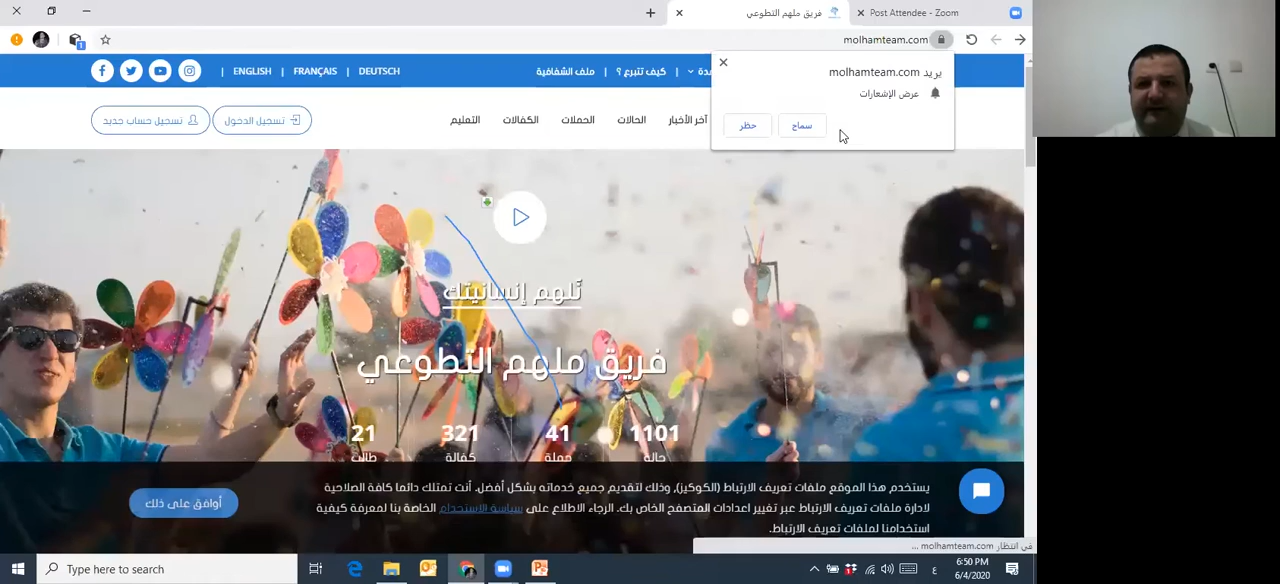 فريق ملهم التطوعي
Post Attendee - Zoom
molhamteam.com
يريد molhamteam.com
عرض الإشعارات
سماح
حظر
ENGLISH | FRANÇAIS | DEUTSCH
ملف الشفافية | كيف تتبرع ؟ |
آخر الأخبار
الحالات
الحملات
الكفالات
التعليم
تسجيل الدخول
تسجيل حساب جديد
نُلهم إنسانيتك
فريق ملهم التطوعي
1101 41 321 21
حالة حملة كفالة طالب
يستخدم هذا الموقع ملفات تعريف الارتباط (الكوكيز)، وذلك لتقديم جميع خدماته بشكل أفضل. أنت تمتلك دائما كافة الصلاحية
لادارة ملفات تعريف الارتباط عبر تغيير اعدادات المتصفح الخاص بك. الرجاء الاطلاع على سياسة الاستخدام الخاصة بنا لمعرفة كيفية
استخدامنا لملفات تعريف الارتباط.
أوافق على ذلك
في انتظار molhamteam.com ...
Type here to search
ع
6:50 PM
6/4/2020